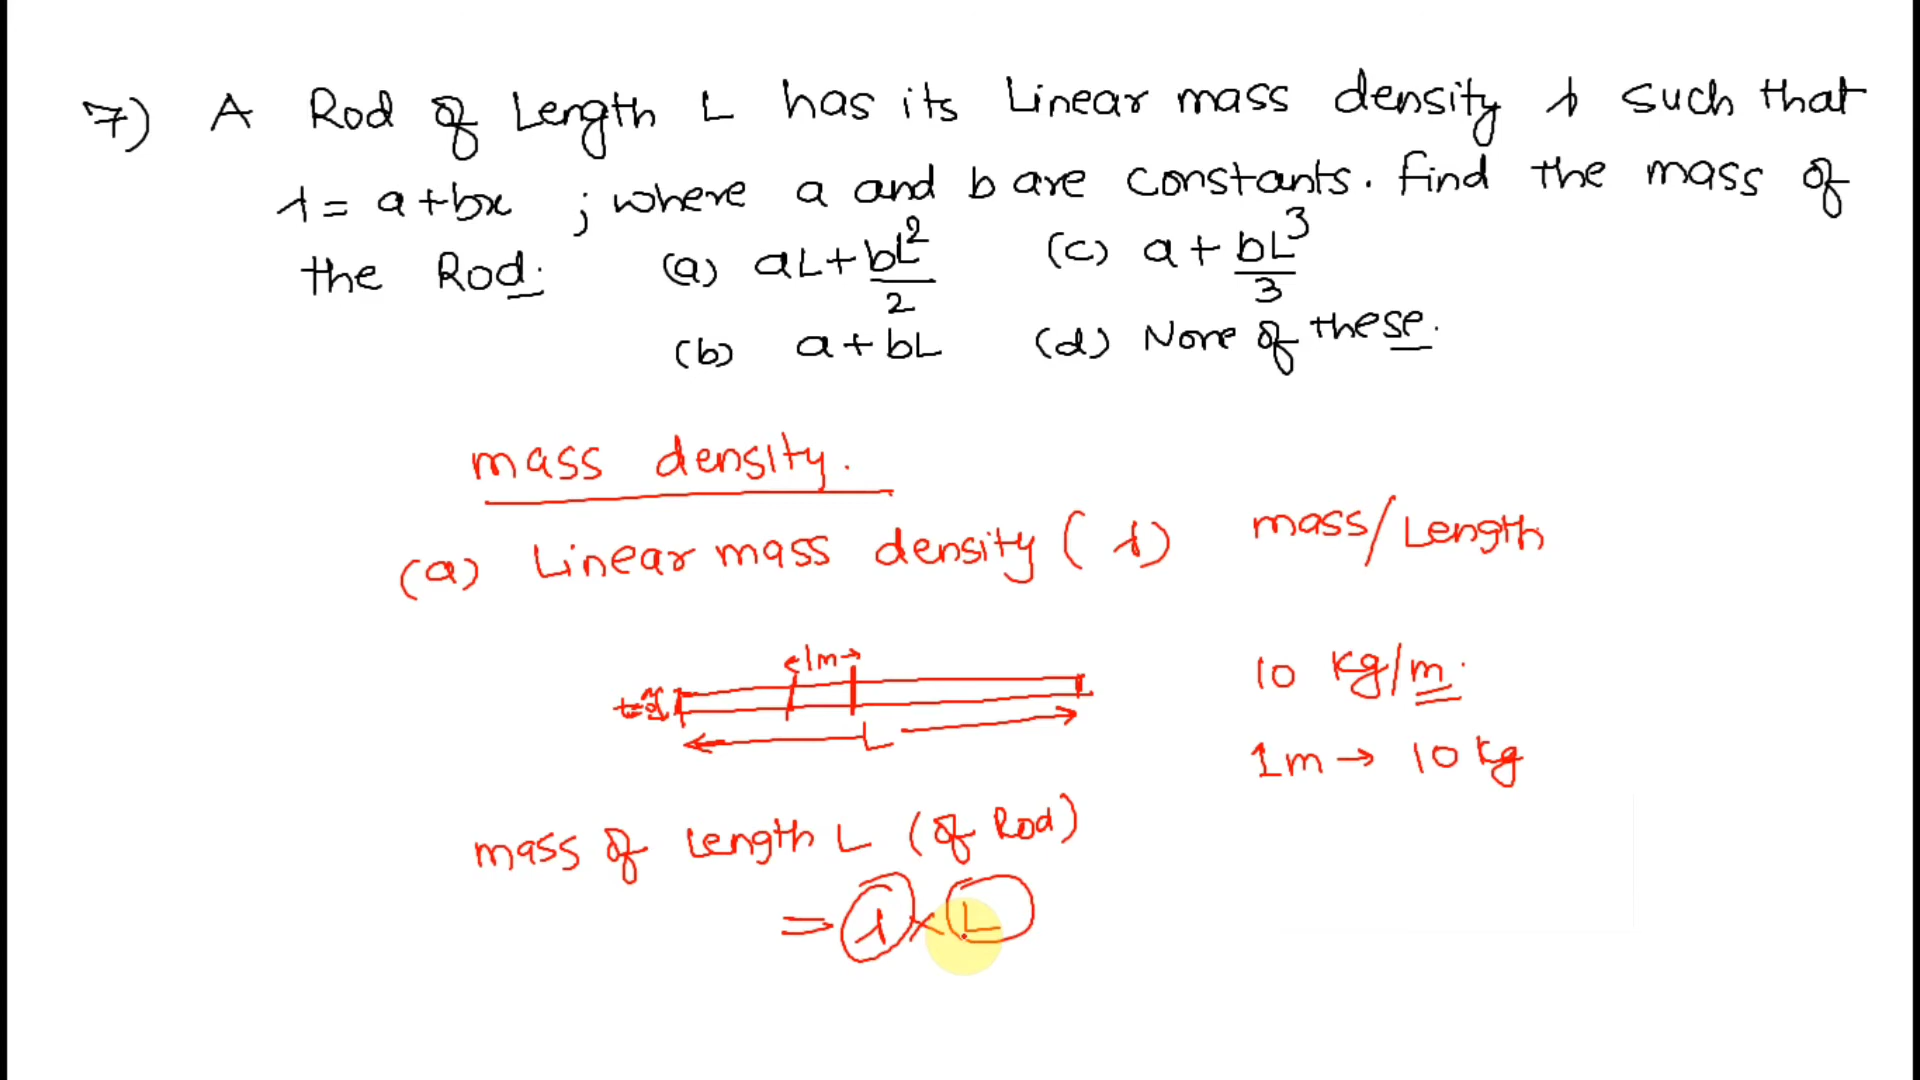 7) A Rod of Length L has its Linear mass density λ such that
λ = a+bx ; where a and b are constants. find the mass of
the Rod. (a) aL + bL²/2 (c) a + bL³/3
(b) a + bL (d) None of these.
mass density.
(a) Linear mass density (λ) mass/Length
1m
10 kg/m.
L
1m → 10 kg
mass of length L (of Rod)
= λ × L